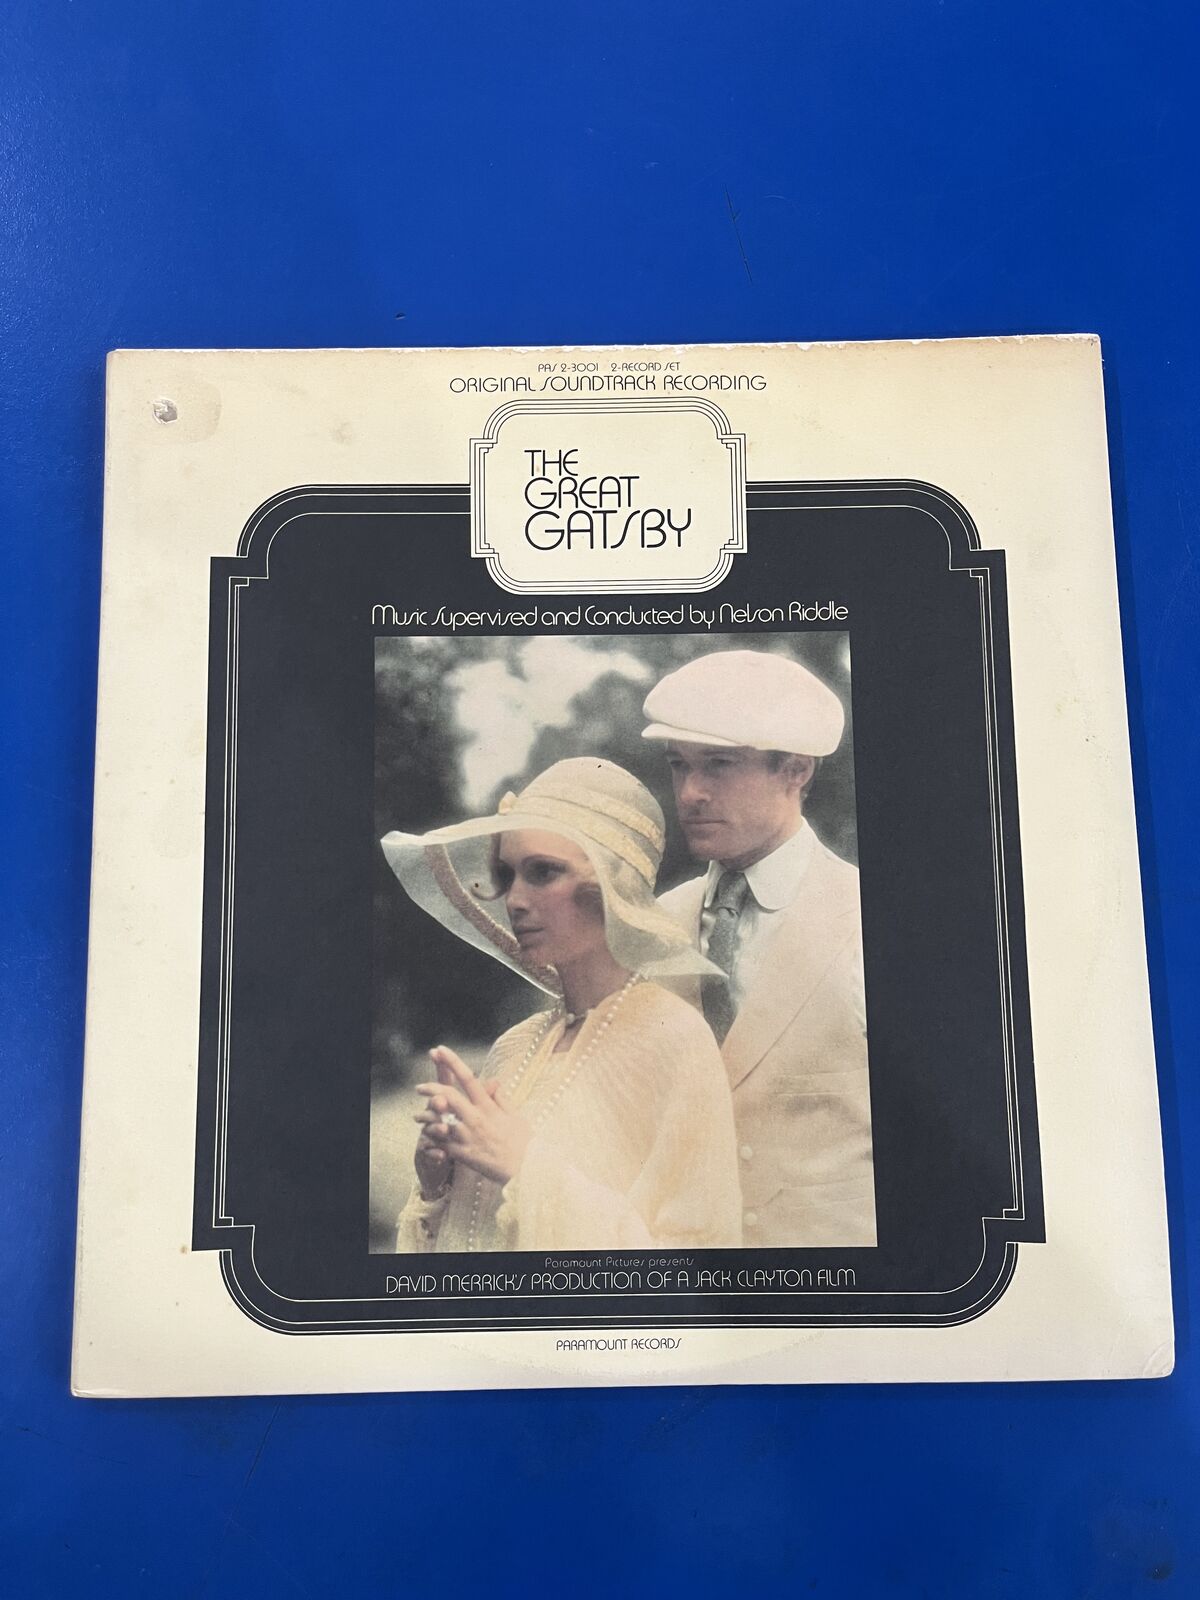 PAS 2-3001 2-RECORD SET
ORIGINAL SOUNDTRACK RECORDING
THE
GREAT
GATSBY
Music Supervised and Conducted by Nelson Riddle
Paramount Pictures presents
DAVID MERRICK'S PRODUCTION OF A JACK CLAYTON FILM
PARAMOUNT RECORDS